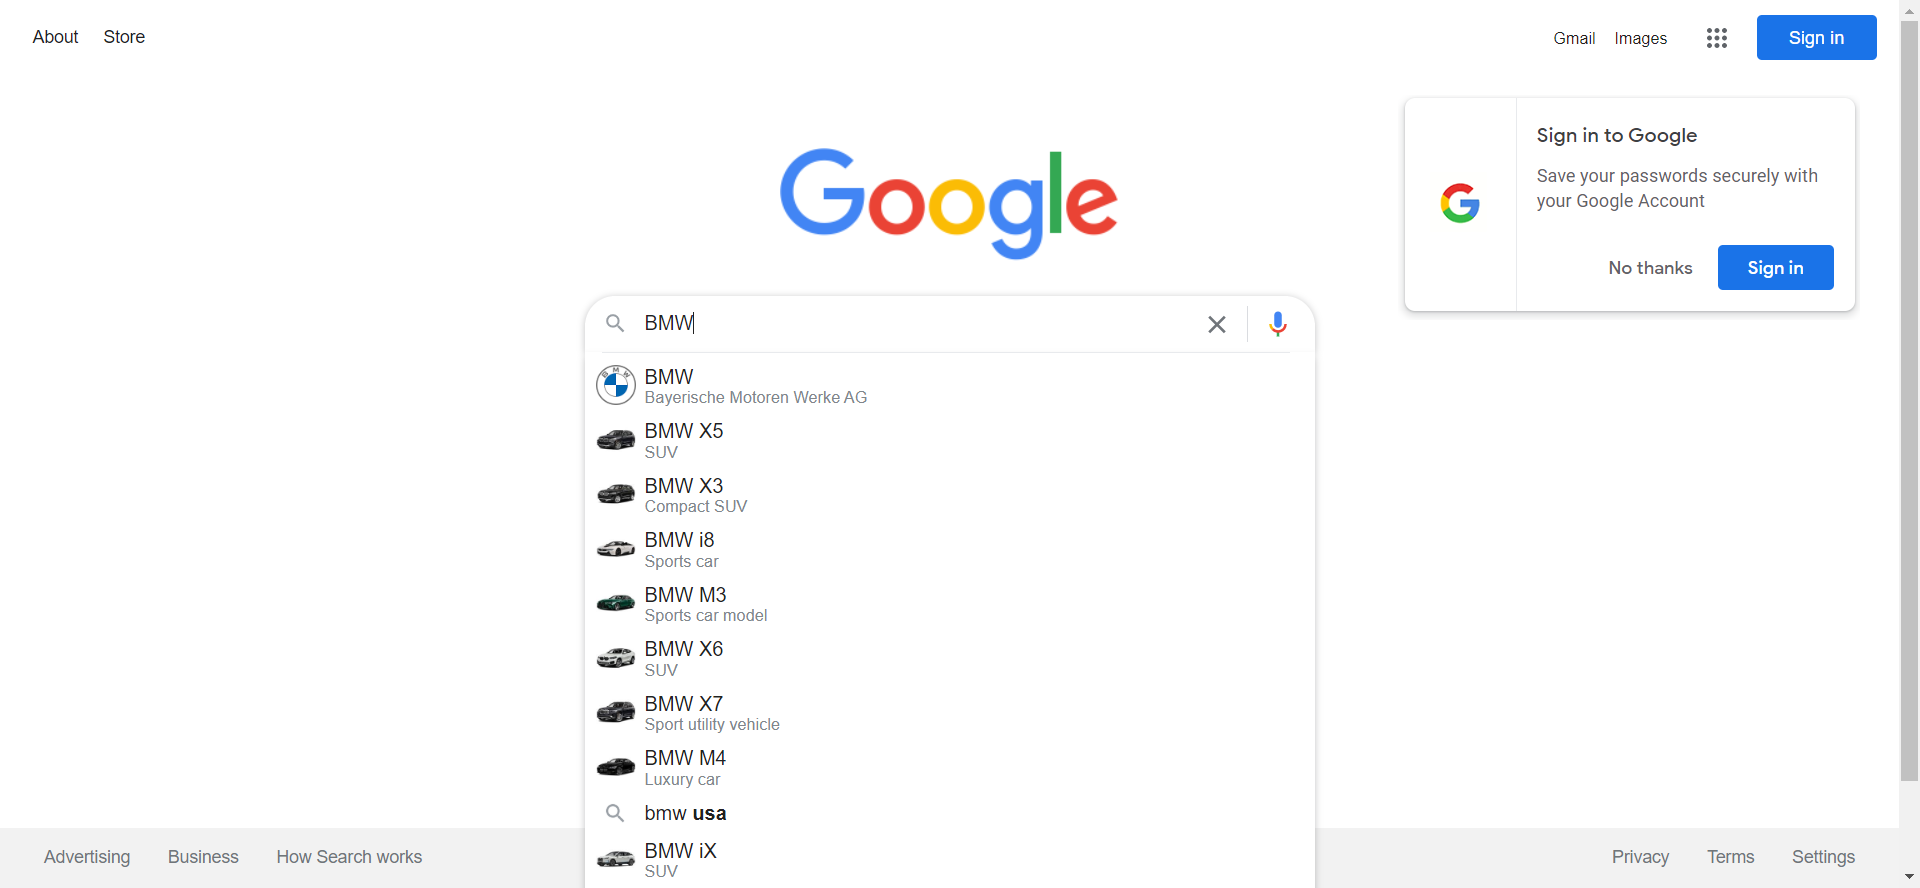 About Store
Gmail Images Sign in
Google
Sign in to Google
Save your passwords securely with
your Google Account
No thanks Sign in
BMW
BMW
BMW
Bayerische Motoren Werke AG
BMW X5
SUV
BMW X3
Compact SUV
BMW i8
Sports car
BMW M3
Sports car model
BMW X6
SUV
BMW X7
Sport utility vehicle
BMW M4
Luxury car
bmw usa
BMW iX
SUV
Advertising Business How Search works
Privacy Terms Settings